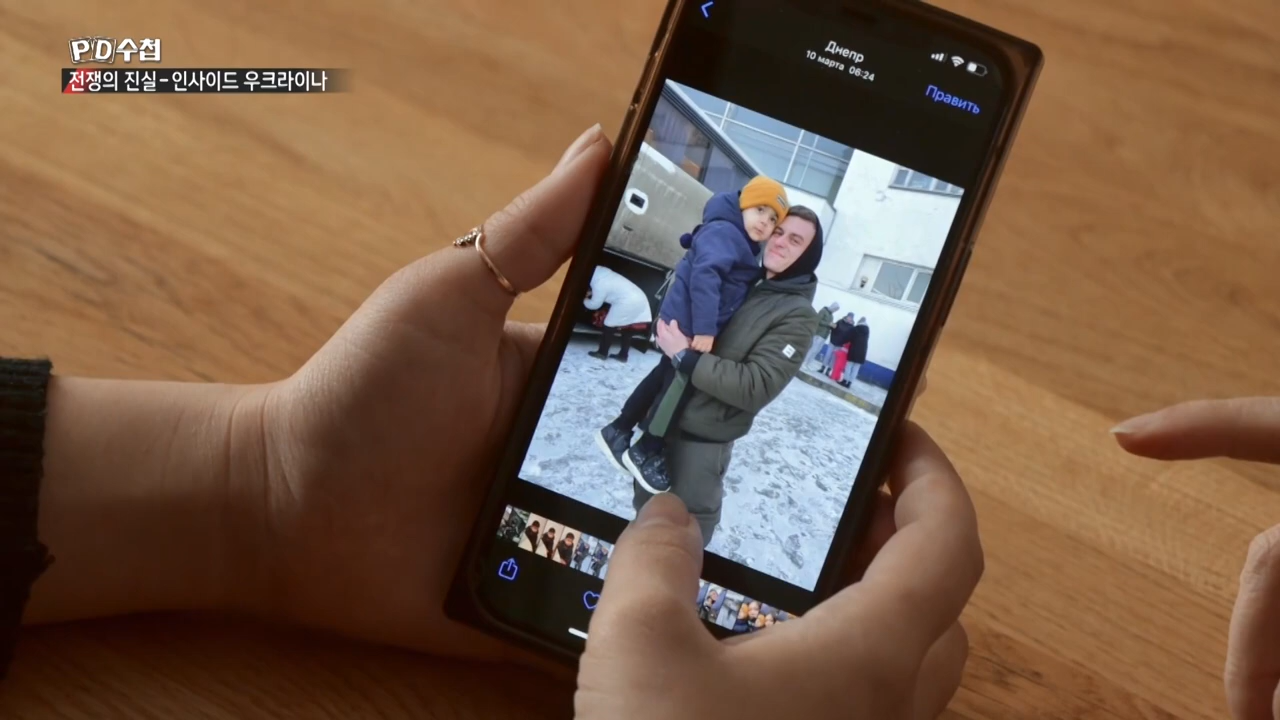 PD수첩
전쟁의 진실-인사이드 우크라이나
Днепр
10 марта 06:24
Править